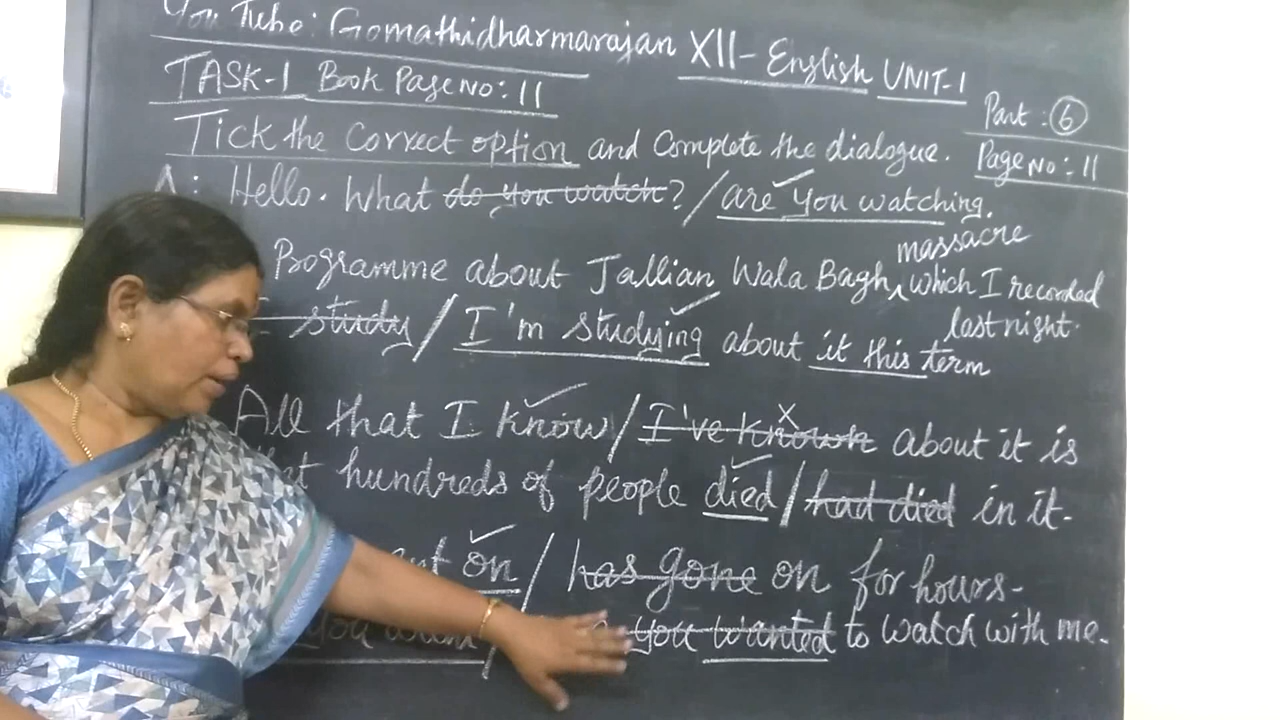 You Tube: Gomathidharmarajan XII - English UNIT-1
TASK-1 Book Page No: 11
Part: 6
Tick the Correct option and Complete the dialogue. Page No: 11
A: Hello. What do you watch? / are you watching.
massacre
Programme about Jallian Wala Bagh, which I recorded
last night.
I study / I'm studying about it this term
All that I know / I've known about it is
hundreds of people died / had died in it.
on / has gone on for hours.
you wanted to watch with me.